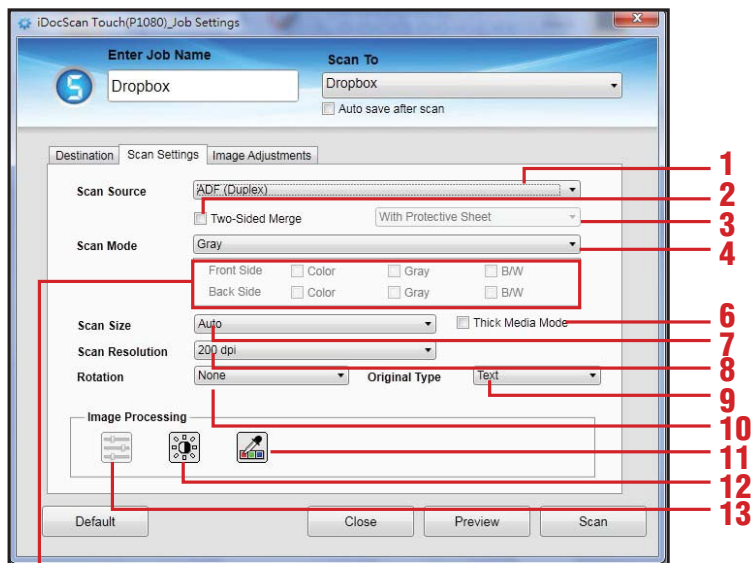 iDocScan Touch(P1080)_Job Settings
Enter Job Name
Scan To
Dropbox
Dropbox
Auto save after scan
Destination Scan Settings Image Adjustments
1
Scan Source ADF (Duplex)
2
Two-Sided Merge With Protective Sheet
3
Scan Mode Gray
4
Front Side Color Gray B/W
Back Side Color Gray B/W
Scan Size Auto Thick Media Mode
6
7
Scan Resolution 200 dpi
8
Rotation None Original Type Text
9
10
Image Processing
11
12
13
Default Close Preview Scan